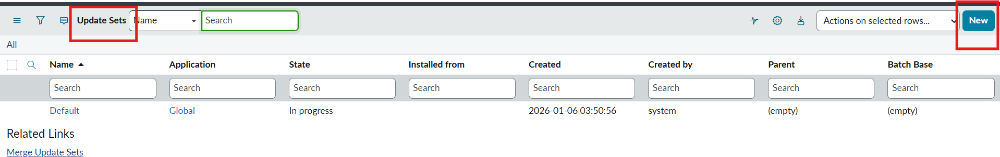 Update Sets Name Search Actions on selected rows... New
All
Name Application State Installed from Created Created by Parent Batch Base
Search Search Search Search Search Search Search Search
Default Global In progress 2026-01-06 03:50:56 system (empty) (empty)
Related Links
Merge Update Sets